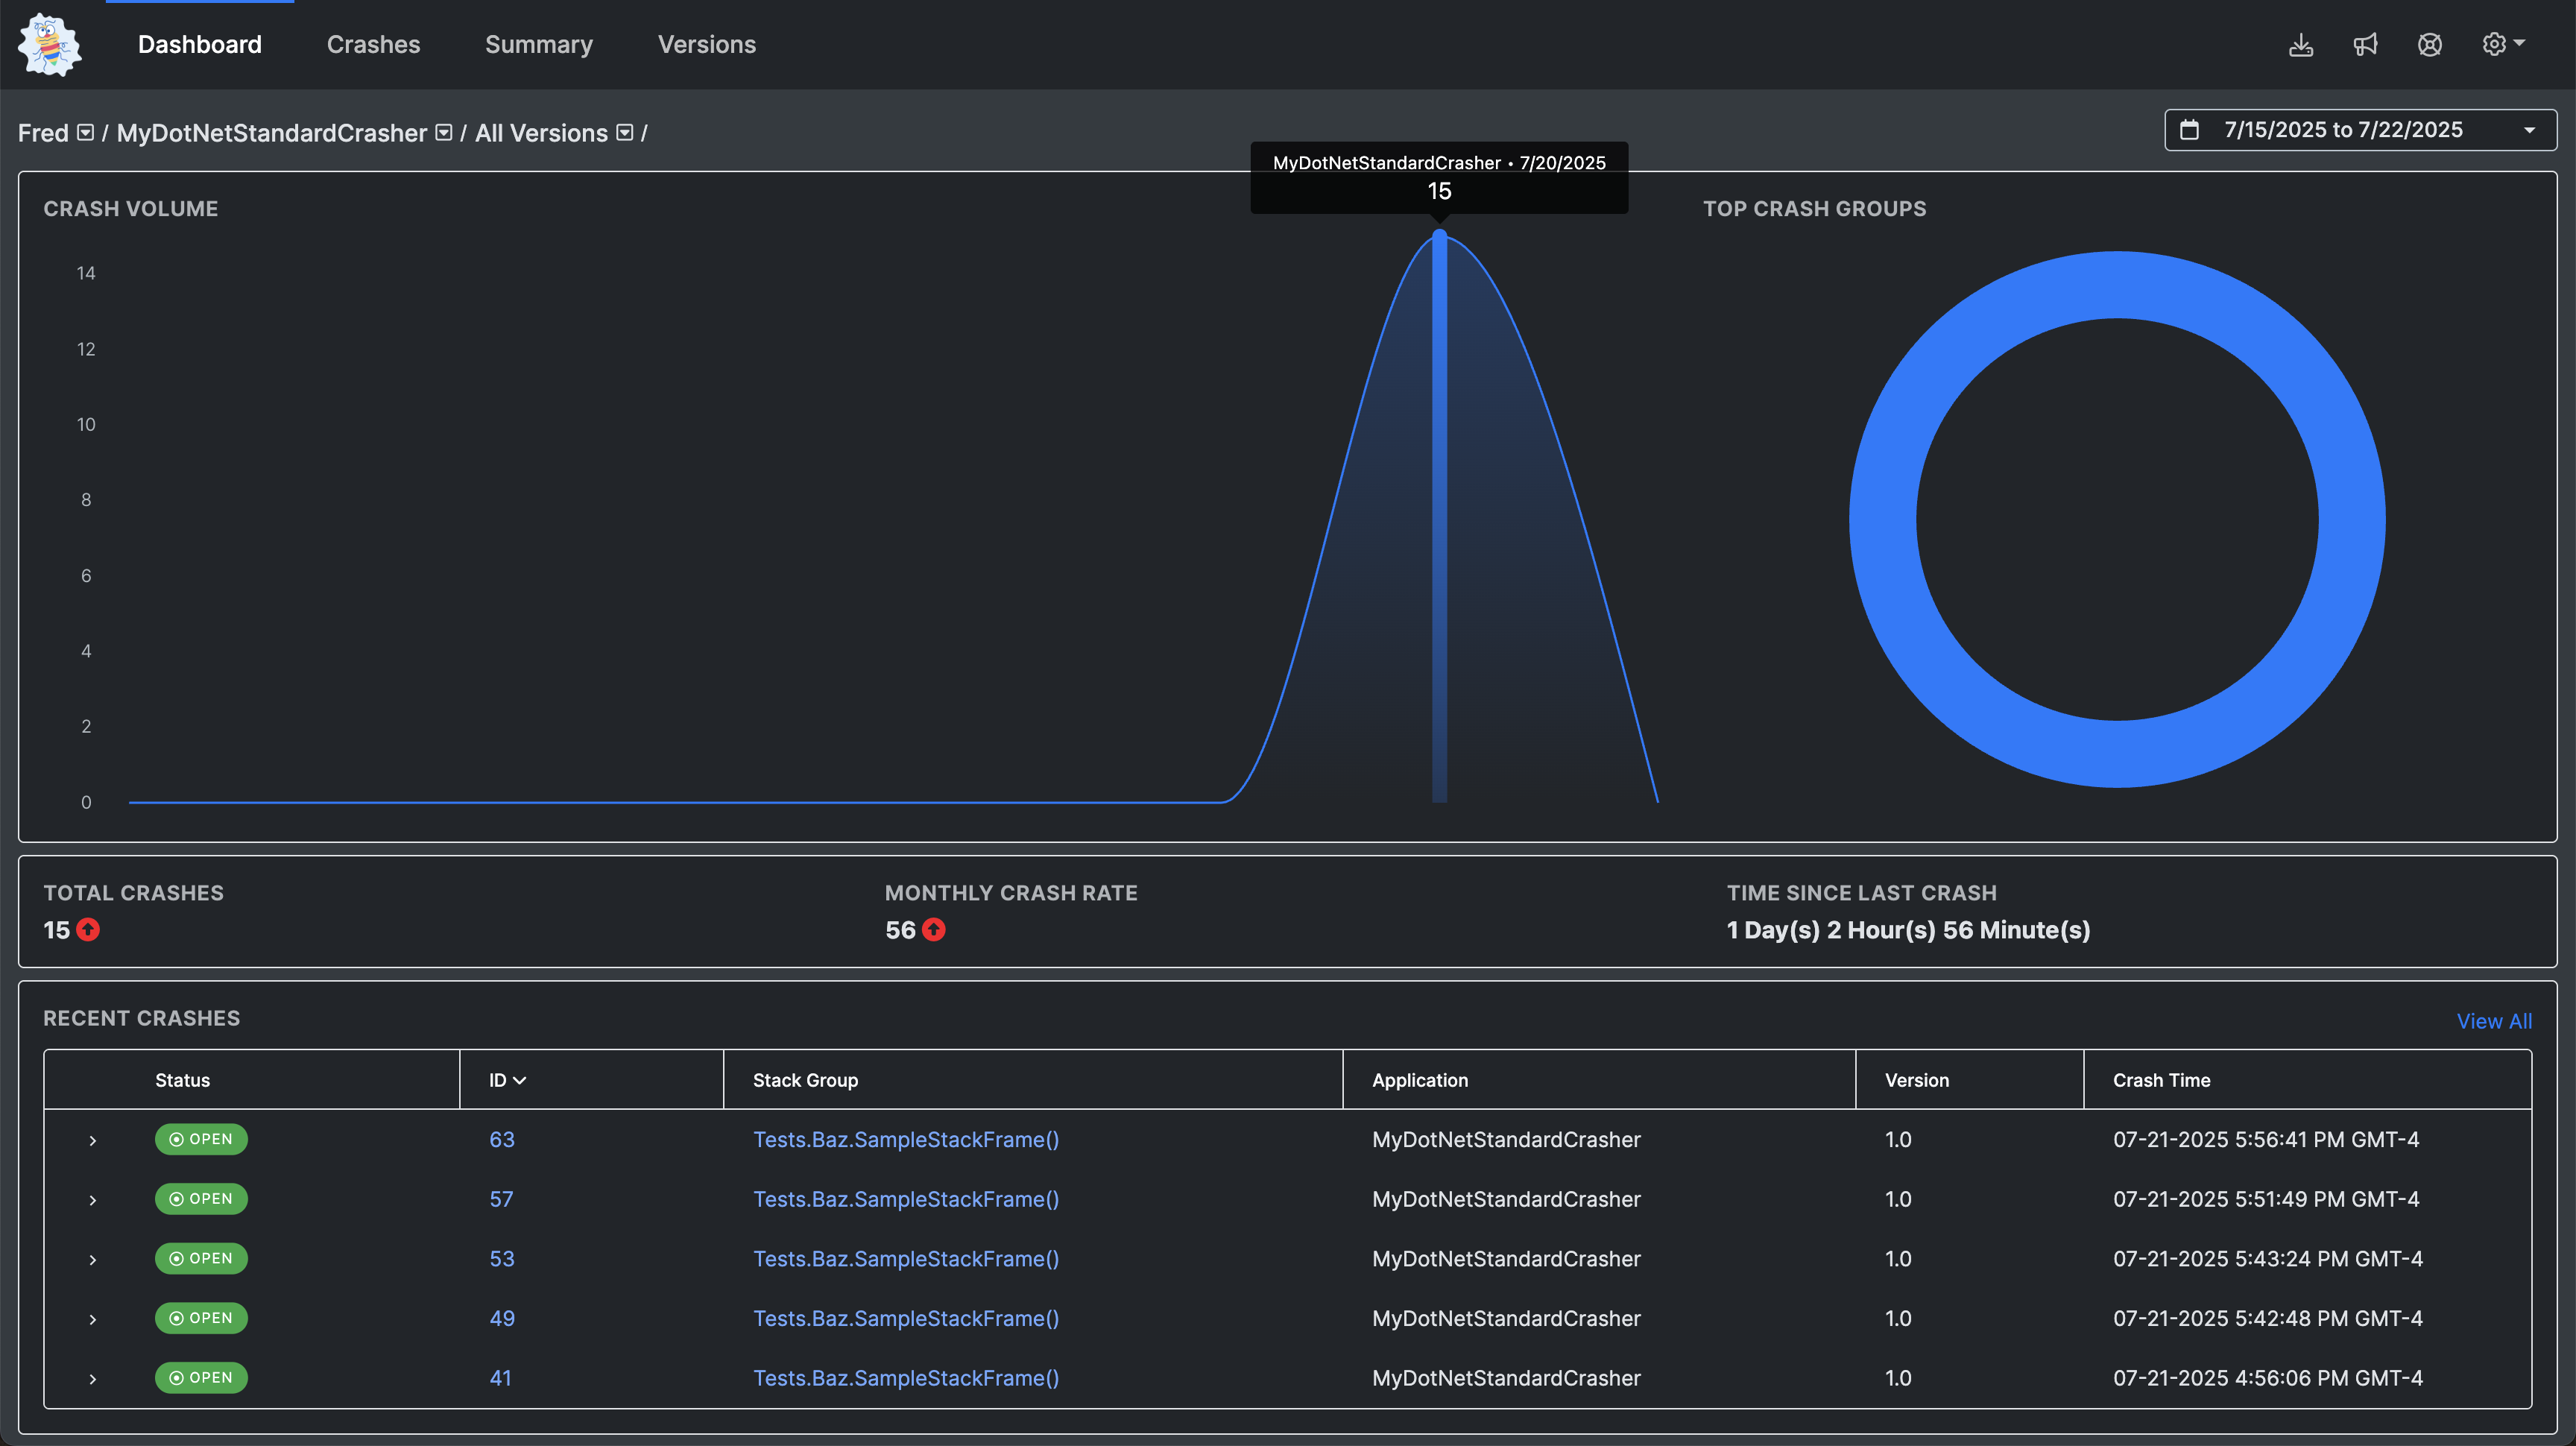 Dashboard Crashes Summary Versions
Fred / MyDotNetStandardCrasher / All Versions /
7/15/2025 to 7/22/2025
MyDotNetStandardCrasher • 7/20/2025
15
CRASH VOLUME
TOP CRASH GROUPS
14
12
10
8
6
4
2
0
TOTAL CRASHES
15
MONTHLY CRASH RATE
56
TIME SINCE LAST CRASH
1 Day(s) 2 Hour(s) 56 Minute(s)
RECENT CRASHES
View All
Status ID Stack Group Application Version Crash Time
OPEN 63 Tests.Baz.SampleStackFrame() MyDotNetStandardCrasher 1.0 07-21-2025 5:56:41 PM GMT-4
OPEN 57 Tests.Baz.SampleStackFrame() MyDotNetStandardCrasher 1.0 07-21-2025 5:51:49 PM GMT-4
OPEN 53 Tests.Baz.SampleStackFrame() MyDotNetStandardCrasher 1.0 07-21-2025 5:43:24 PM GMT-4
OPEN 49 Tests.Baz.SampleStackFrame() MyDotNetStandardCrasher 1.0 07-21-2025 5:42:48 PM GMT-4
OPEN 41 Tests.Baz.SampleStackFrame() MyDotNetStandardCrasher 1.0 07-21-2025 4:56:06 PM GMT-4